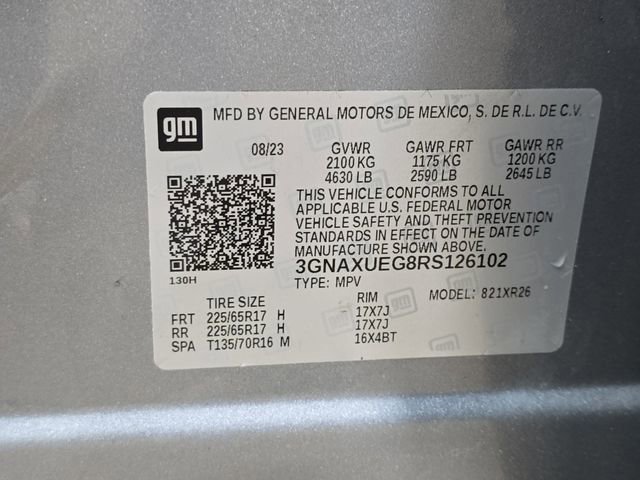 gm
MFD BY GENERAL MOTORS DE MEXICO, S. DE R.L. DE C.V.
08/23 GVWR GAWR FRT GAWR RR
2100 KG 1175 KG 1200 KG
4630 LB 2590 LB 2645 LB
THIS VEHICLE CONFORMS TO ALL
APPLICABLE U.S. FEDERAL MOTOR
VEHICLE SAFETY AND THEFT PREVENTION
STANDARDS IN EFFECT ON THE DATE OF
MANUFACTURE SHOWN ABOVE.
3GNAXUEG8RS126102
130H
TYPE: MPV MODEL: 821XR26
TIRE SIZE RIM
FRT 225/65R17 H 17X7J
RR 225/65R17 H 17X7J
SPA T135/70R16 M 16X4BT